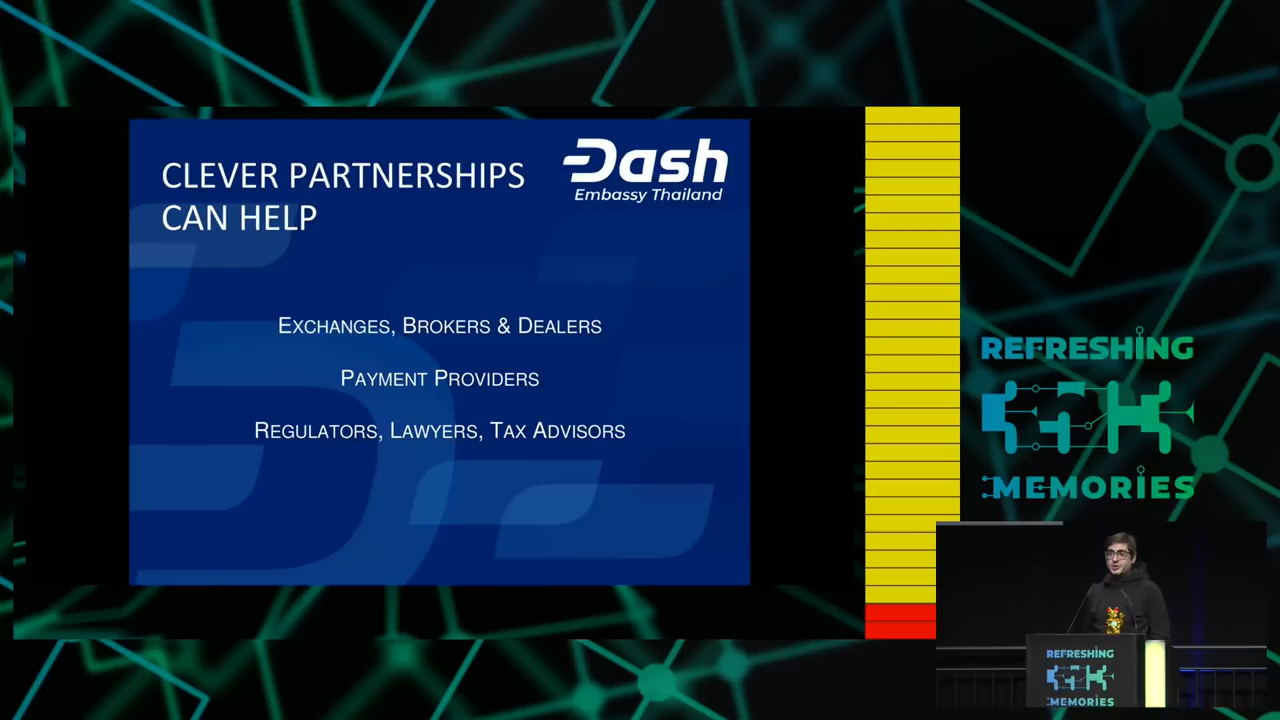 CLEVER PARTNERSHIPS
CAN HELP
Dash
Embassy Thailand
EXCHANGES, BROKERS & DEALERS
PAYMENT PROVIDERS
REGULATORS, LAWYERS, TAX ADVISORS
REFRESHING
MEMORIES
REFRESHING
MEMORIES